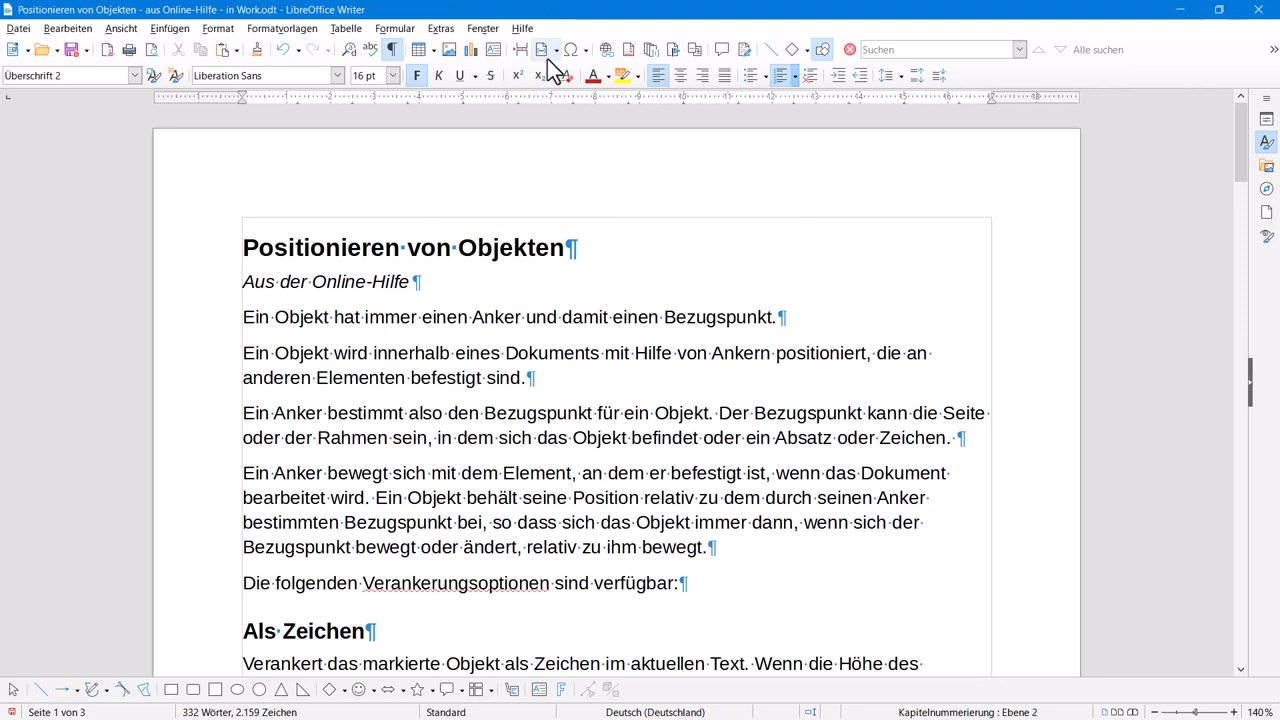 Positionieren von Objekten - aus Online-Hilfe - in Work.odt - LibreOffice Writer
Datei Bearbeiten Ansicht Einfügen Format Formatvorlagen Tabelle Formular Extras Fenster Hilfe
Suchen Alle suchen
Überschrift 2 Liberation Sans 16 pt F K U S
Positionieren·von·Objekten¶
Aus·der·Online-Hilfe¶
Ein·Objekt·hat·immer·einen·Anker·und·damit·einen·Bezugspunkt.¶
Ein·Objekt·wird·innerhalb·eines·Dokuments·mit·Hilfe·von·Ankern·positioniert,·die·an·
anderen·Elementen·befestigt·sind.¶
Ein·Anker·bestimmt·also·den·Bezugspunkt·für·ein·Objekt.·Der·Bezugspunkt·kann·die·Seite·
oder·der·Rahmen·sein,·in·dem·sich·das·Objekt·befindet·oder·ein·Absatz·oder·Zeichen.·¶
Ein·Anker·bewegt·sich·mit·dem·Element,·an·dem·er·befestigt·ist,·wenn·das·Dokument·
bearbeitet·wird.·Ein·Objekt·behält·seine·Position·relativ·zu·dem·durch·seinen·Anker·
bestimmten·Bezugspunkt·bei,·so·dass·sich·das·Objekt·immer·dann,·wenn·sich·der·
Bezugspunkt·bewegt·oder·ändert,·relativ·zu·ihm·bewegt.¶
Die·folgenden·Verankerungsoptionen·sind·verfügbar:¶
Als·Zeichen¶
Verankert·das·markierte·Objekt·als·Zeichen·im·aktuellen·Text.·Wenn·die·Höhe·des·
Seite 1 von 3 332 Wörter, 2.159 Zeichen Standard Deutsch (Deutschland) Kapitelnummerierung : Ebene 2 140 %